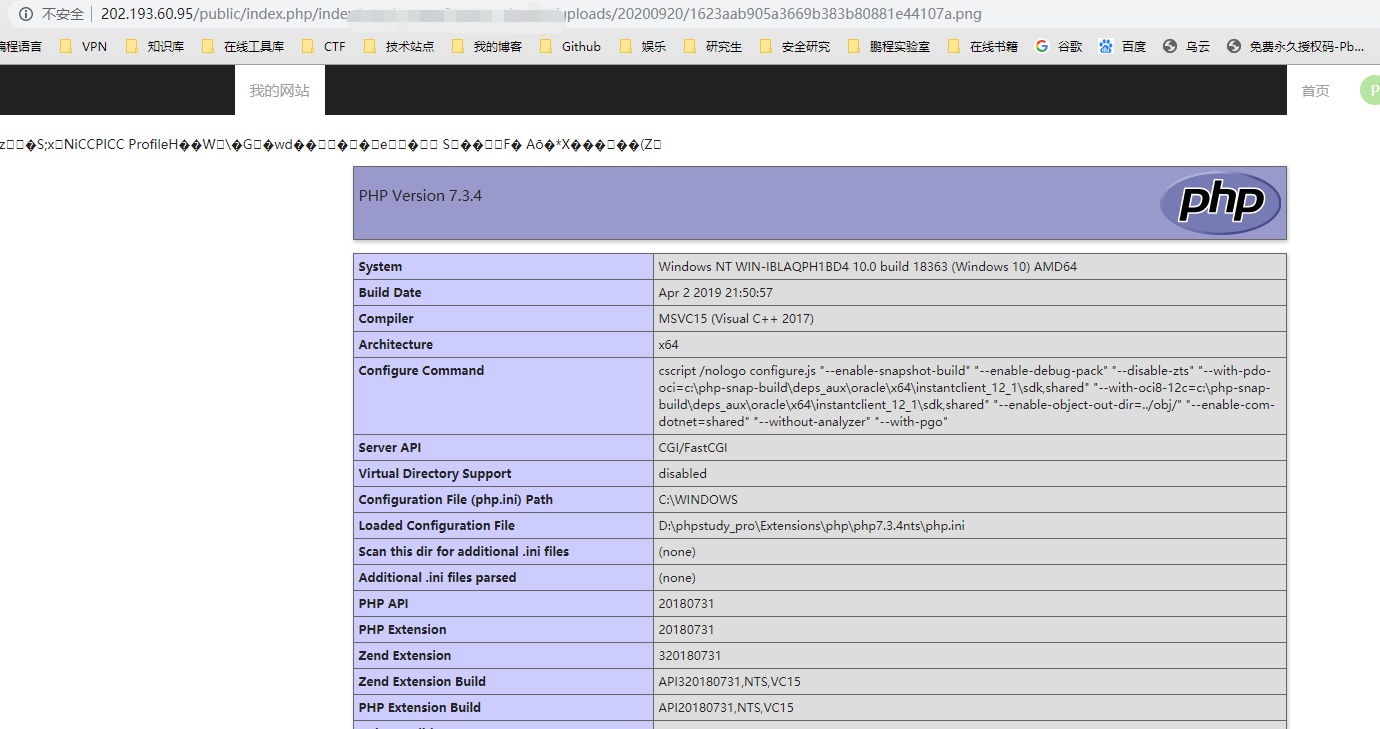 不安全 202.193.60.95/public/index.php/index uploads/20200920/1623aab905a3669b383b80881e44107a.png
编程语言 VPN 知识库 在线工具库 CTF 技术站点 我的博客 Github 娱乐 研究生 安全研究 鹏程实验室 在线书籍 谷歌 百度 乌云 免费永久授权码-Pb...
我的网站 首页 P
NiCCPICC ProfileH
PHP Version 7.3.4 php
System Windows NT WIN-IBLAQPH1BD4 10.0 build 18363 (Windows 10) AMD64
Build Date Apr 2 2019 21:50:57
Compiler MSVC15 (Visual C++ 2017)
Architecture x64
Configure Command cscript /nologo configure.js "--enable-snapshot-build" "--enable-debug-pack" "--disable-zts" "--with-pdo-
oci=c:\php-snap-build\deps_aux\oracle\x64\instantclient_12_1\sdk,shared" "--with-oci8-12c=c:\php-snap-
build\deps_aux\oracle\x64\instantclient_12_1\sdk,shared" "--enable-object-out-dir=../obj/" "--enable-com-
dotnet=shared" "--without-analyzer" "--with-pgo"
Server API CGI/FastCGI
Virtual Directory Support disabled
Configuration File (php.ini) Path C:\WINDOWS
Loaded Configuration File D:\phpstudy_pro\Extensions\php\php7.3.4nts\php.ini
Scan this dir for additional .ini files (none)
Additional .ini files parsed (none)
PHP API 20180731
PHP Extension 20180731
Zend Extension 320180731
Zend Extension Build API320180731,NTS,VC15
PHP Extension Build API20180731,NTS,VC15